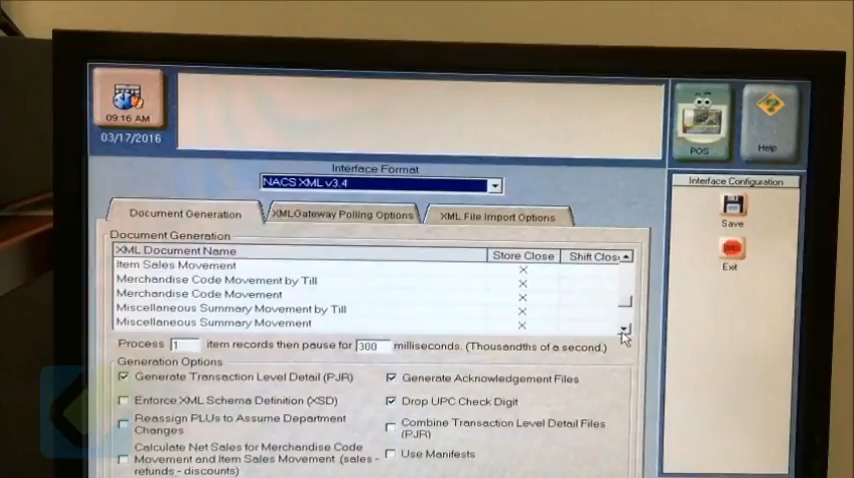 09:16 AM
03/17/2016
POS
Help
Interface Format
NACS XML v3.4
Interface Configuration
Save
Exit
Document Generation
XMLGateway Polling Options
XML File Import Options
Document Generation
XML Document Name
Store Close
Shift Clos
Item Sales Movement
X
Merchandise Code Movement by Till
X
Merchandise Code Movement
X
Miscellaneous Summary Movement by Till
X
Miscellaneous Summary Movement
X
Process 1 item records then pause for 300 milliseconds. (Thousandths of a second.)
Generation Options
Generate Transaction Level Detail (PJR)
Generate Acknowledgement Files
Enforce XML Schema Definition (XSD)
Drop UPC Check Digit
Reassign PLUs to Assume Department
Changes
Combine Transaction Level Detail Files
(PJR)
Calculate Net Sales for Merchandise Code
Movement and Item Sales Movement (sales -
refunds - discounts)
Use Manifests